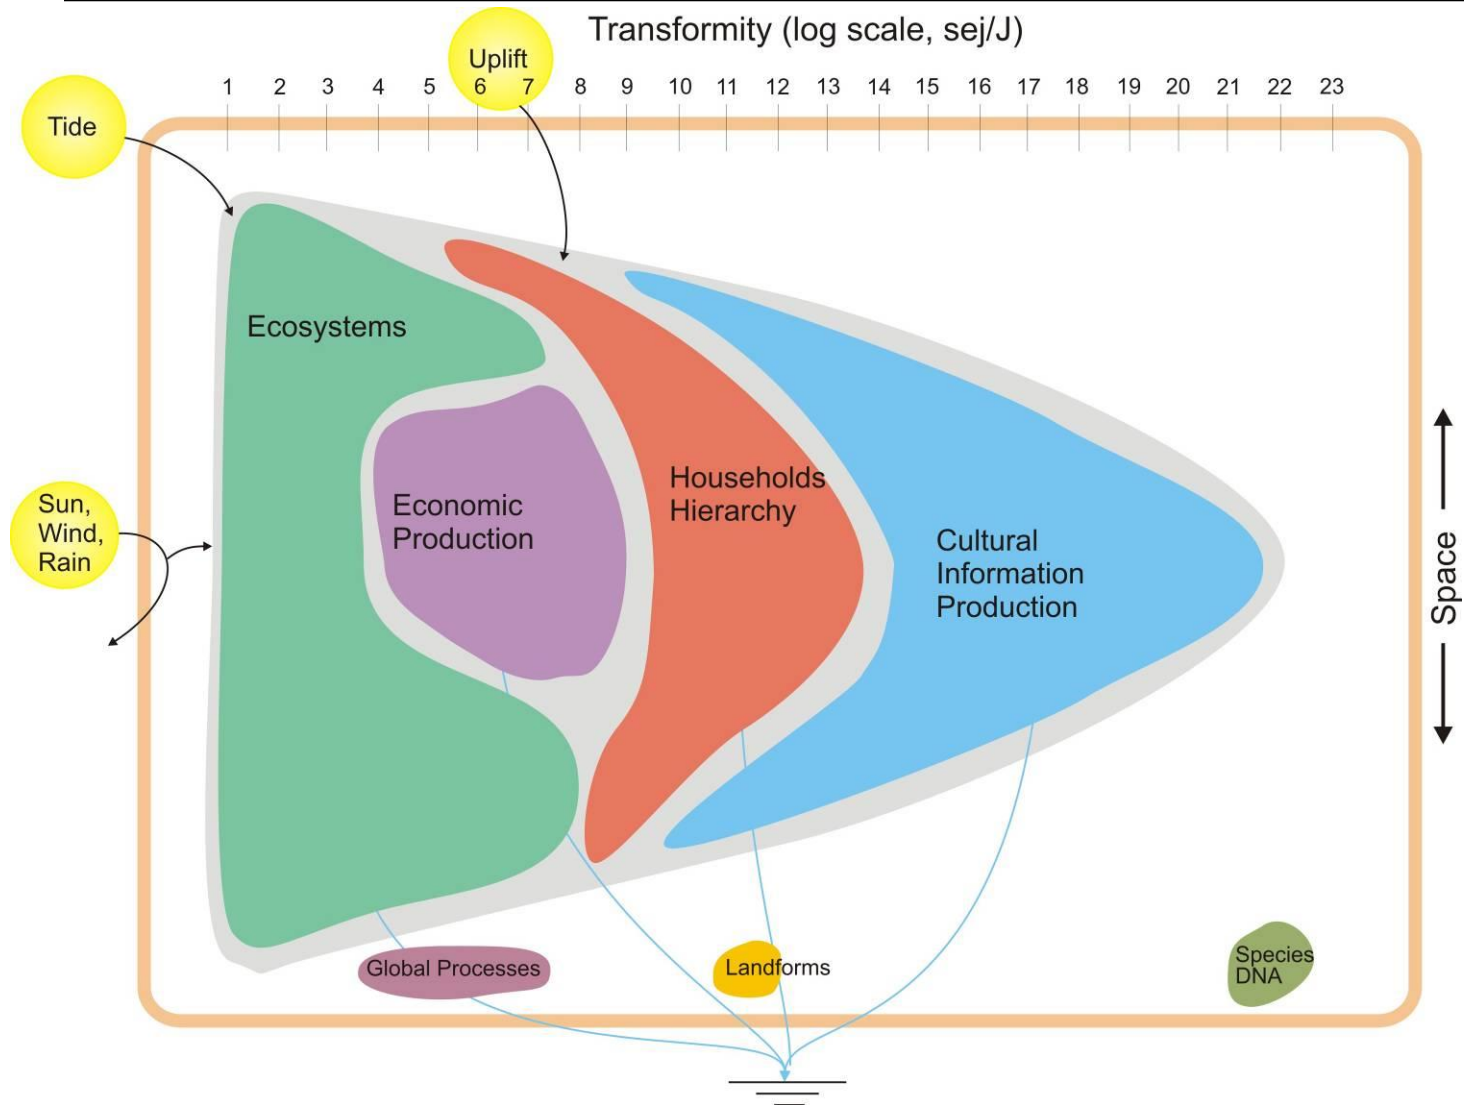 Transformity (log scale, sej/J)
Uplift
1 2 3 4 5 6 7 8 9 10 11 12 13 14 15 16 17 18 19 20 21 22 23
Tide
Ecosystems
Households
Hierarchy
Economic
Production
Sun,
Wind,
Rain
Cultural
Information
Production
Space
Global Processes
Landforms
Species
DNA